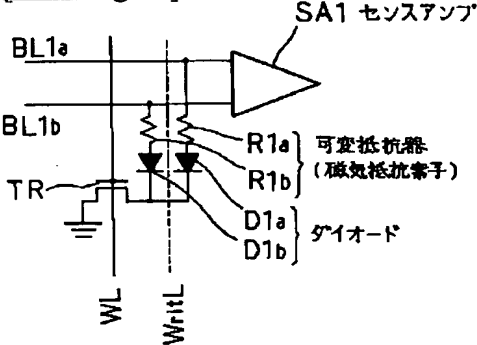 SA1 センスアンプ
BL1a
BL1b
R1a
R1b
可変抵抗器
(磁気抵抗素子)
TR
D1a
D1b
ダイオード
WL
WritL